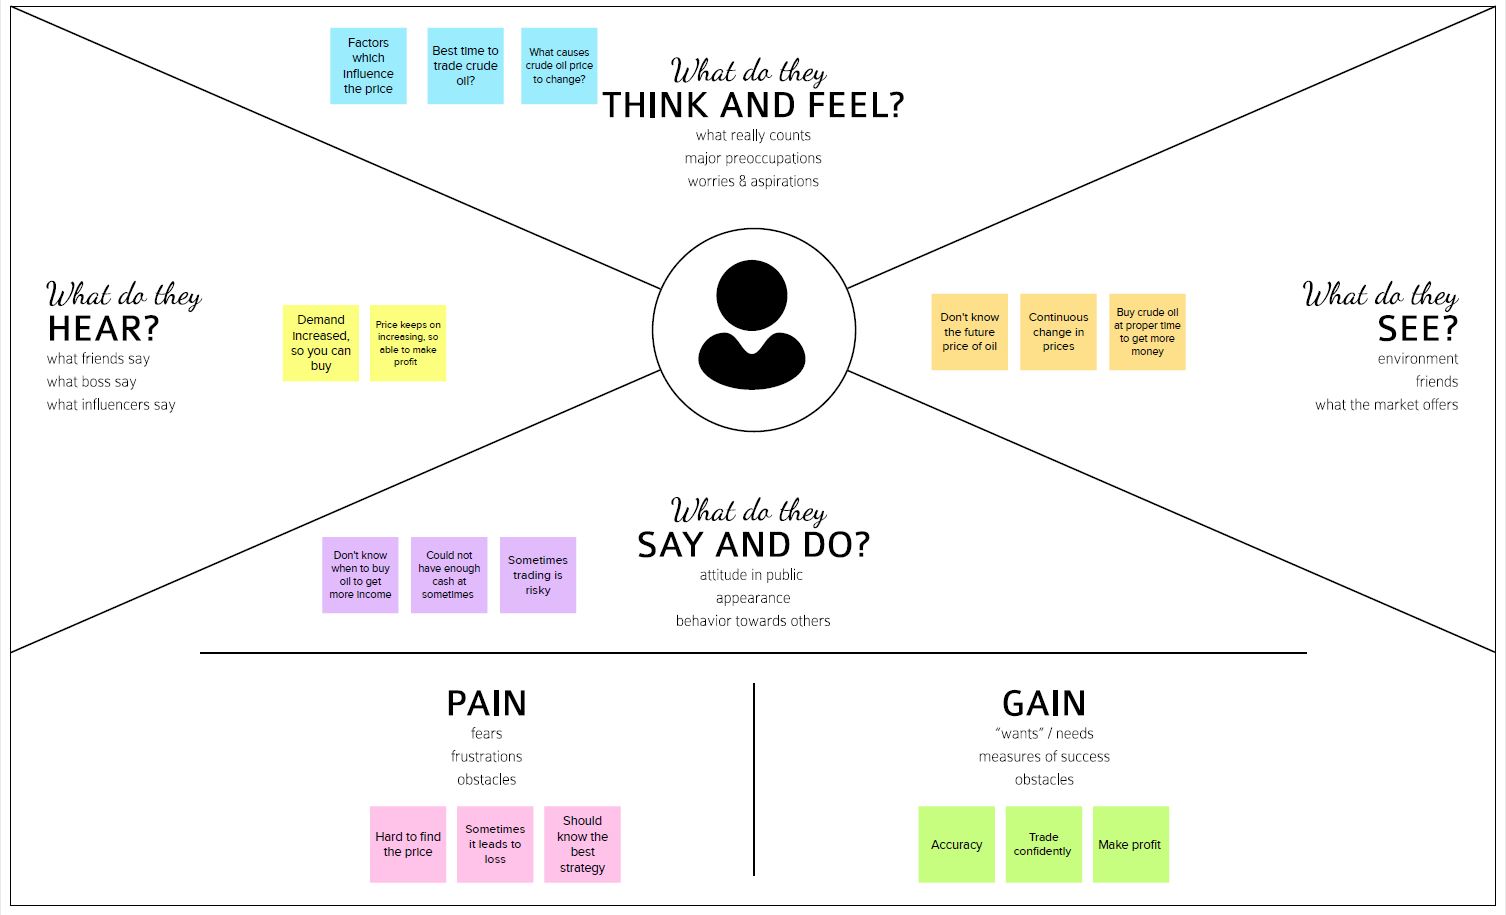 Factors
which
influence
the price
Best time to
trade crude
oil?
What causes
crude oil price
to change?
What do they
THINK AND FEEL?
what really counts
major preoccupations
worries & aspirations
What do they
HEAR?
what friends say
what boss say
what influencers say
Demand
increased,
so you can
buy
Price keeps on
increasing, so
able to make
profit
Don't know
the future
price of oil
Continuous
change in
prices
Buy crude oil
at proper time
to get more
money
What do they
SEE?
environment
friends
what the market offers
What do they
SAY AND DO?
attitude in public
appearance
behavior towards others
Don't know
when to buy
oil to get
more income
Could not
have enough
cash at
sometimes
Sometimes
trading is
risky
PAIN
fears
frustrations
obstacles
Hard to find
the price
Sometimes
it leads to
loss
Should
know the
best
strategy
GAIN
“wants” / needs
measures of success
obstacles
Accuracy
Trade
confidently
Make profit